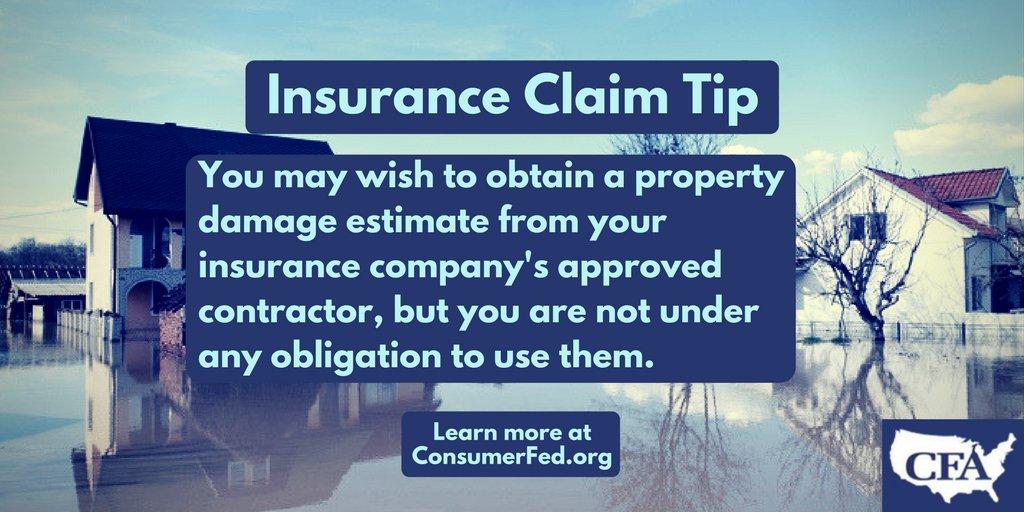 Insurance Claim Tip
You may wish to obtain a property
damage estimate from your
insurance company's approved
contractor, but you are not under
any obligation to use them.
Learn more at
ConsumerFed.org
CFA